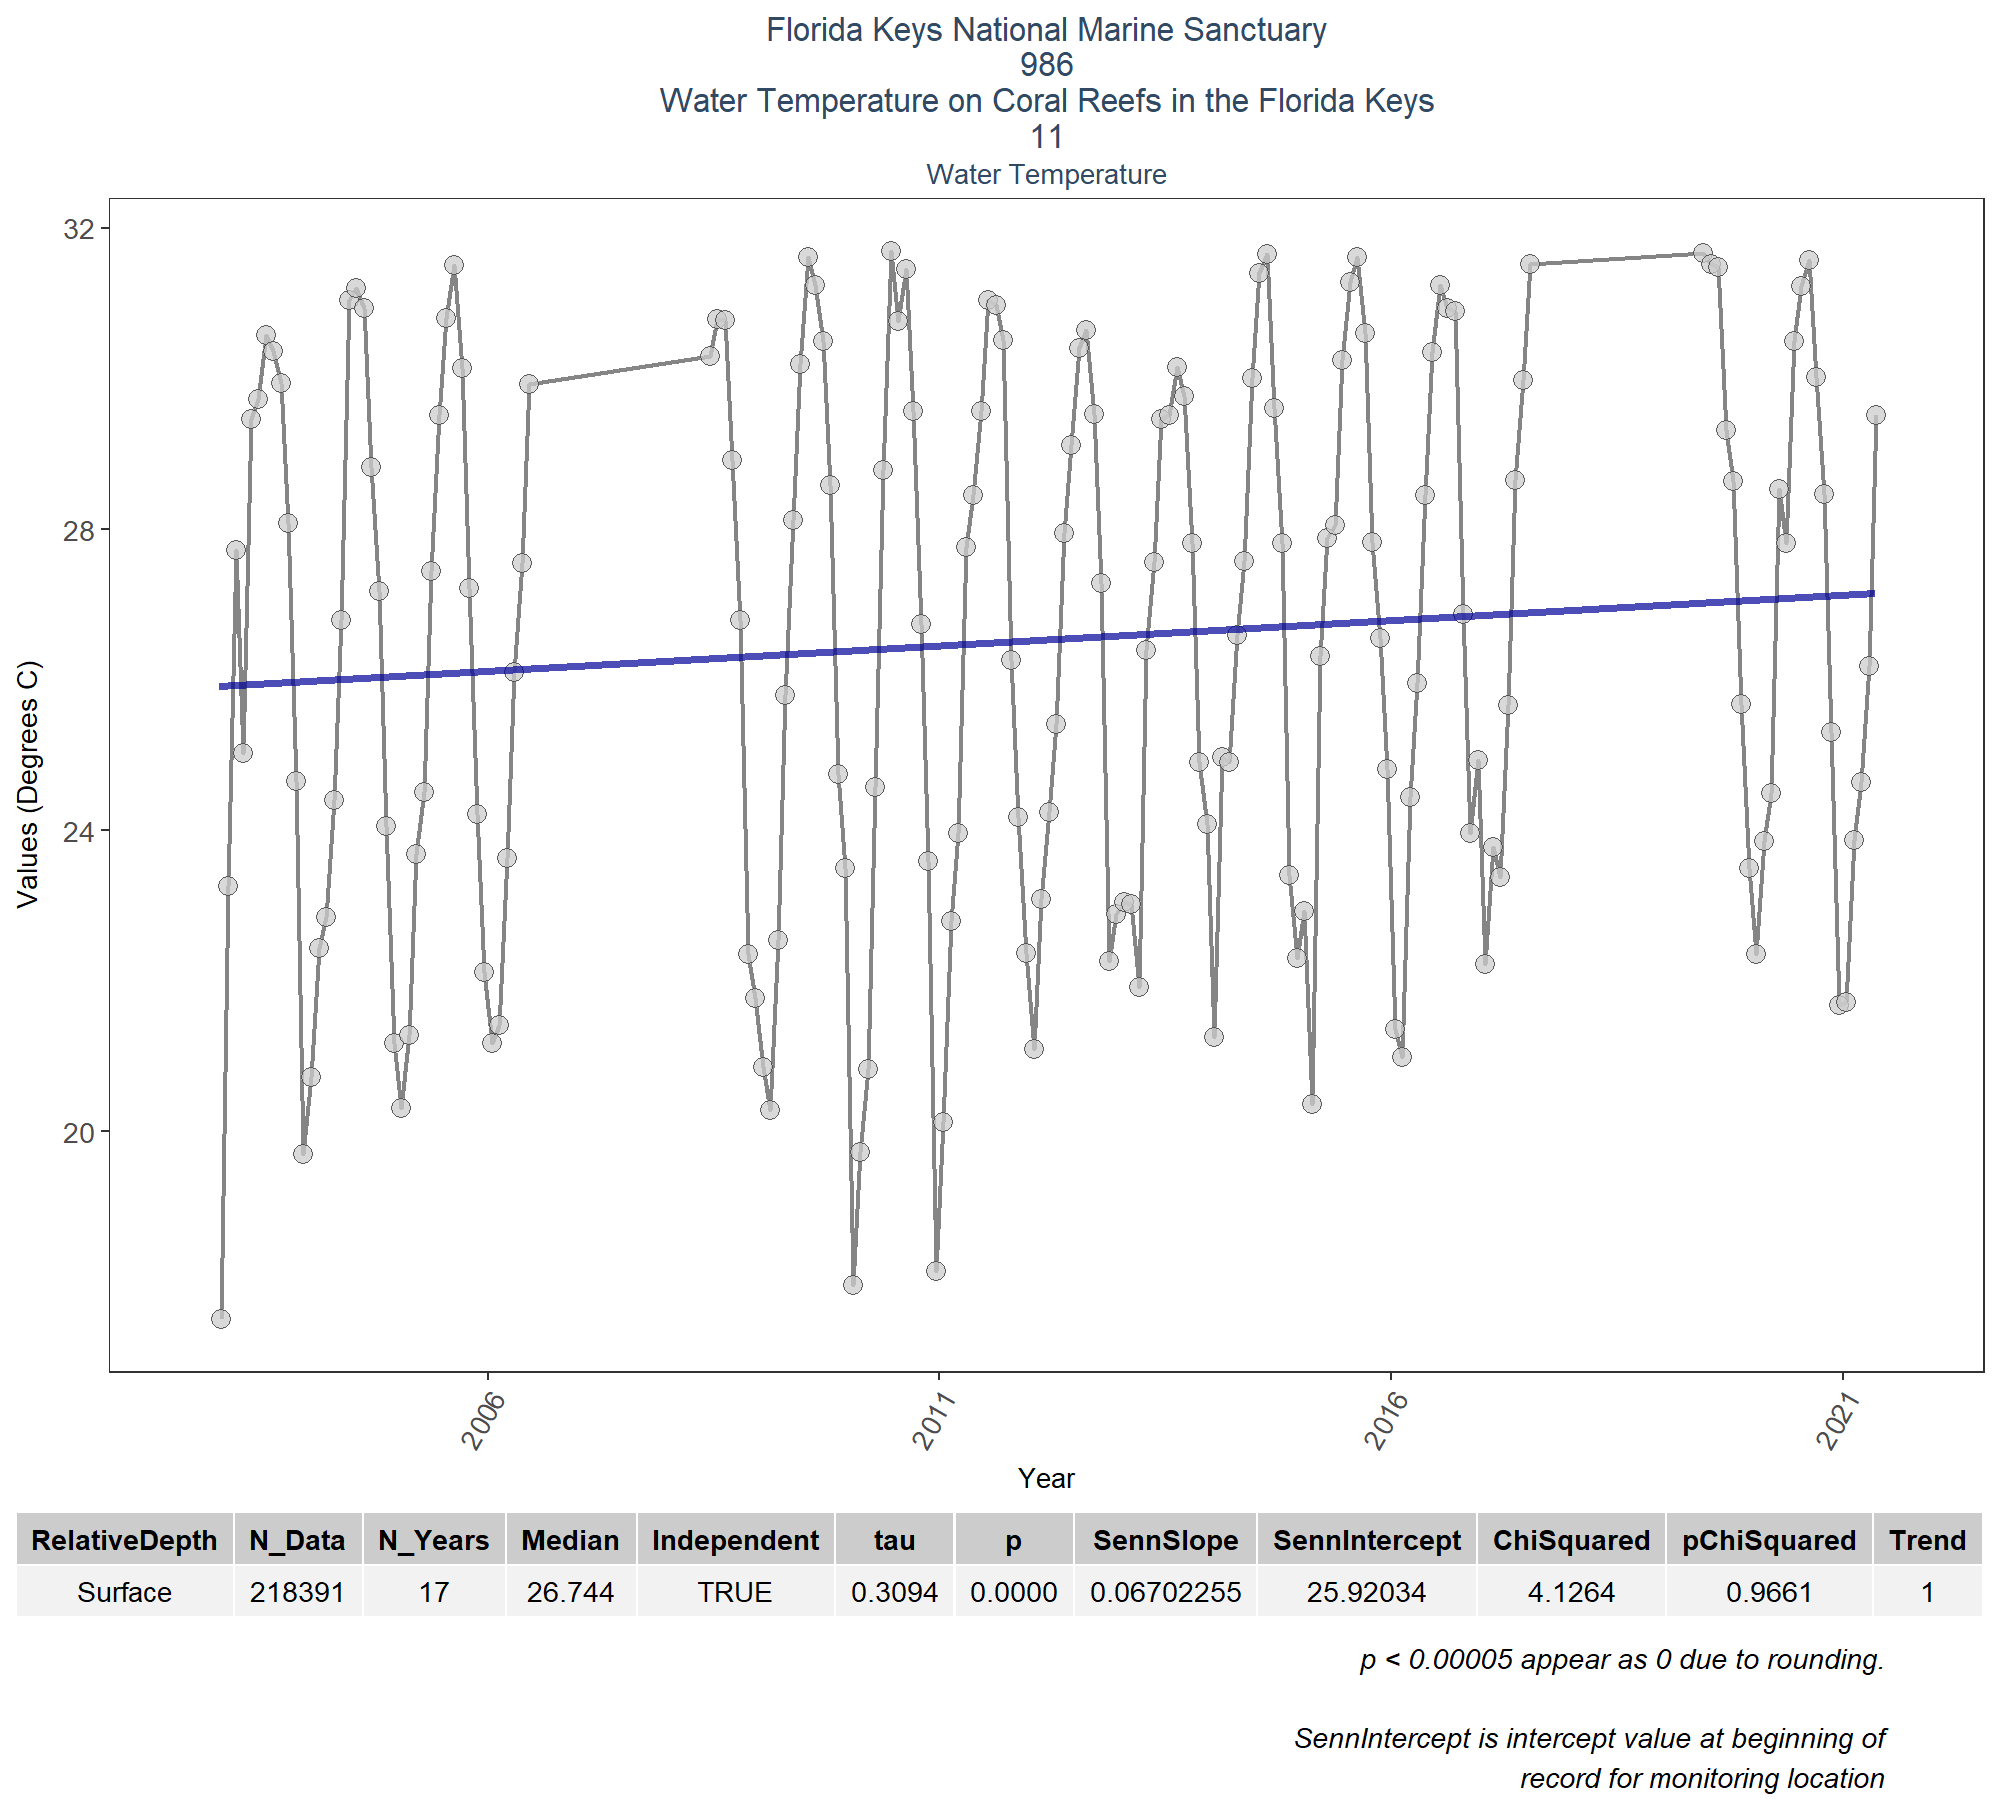 Florida Keys National Marine Sanctuary
986
Water Temperature on Coral Reefs in the Florida Keys
11
Water Temperature
32
28
24
20
Values (Degrees C)
2006
2011
2016
2021
Year
RelativeDepth N_Data N_Years Median Independent tau p SennSlope SennIntercept ChiSquared pChiSquared Trend
Surface 218391 17 26.744 TRUE 0.3094 0.0000 0.06702255 25.92034 4.1264 0.9661 1
p < 0.00005 appear as 0 due to rounding.
SennIntercept is intercept value at beginning of
record for monitoring location